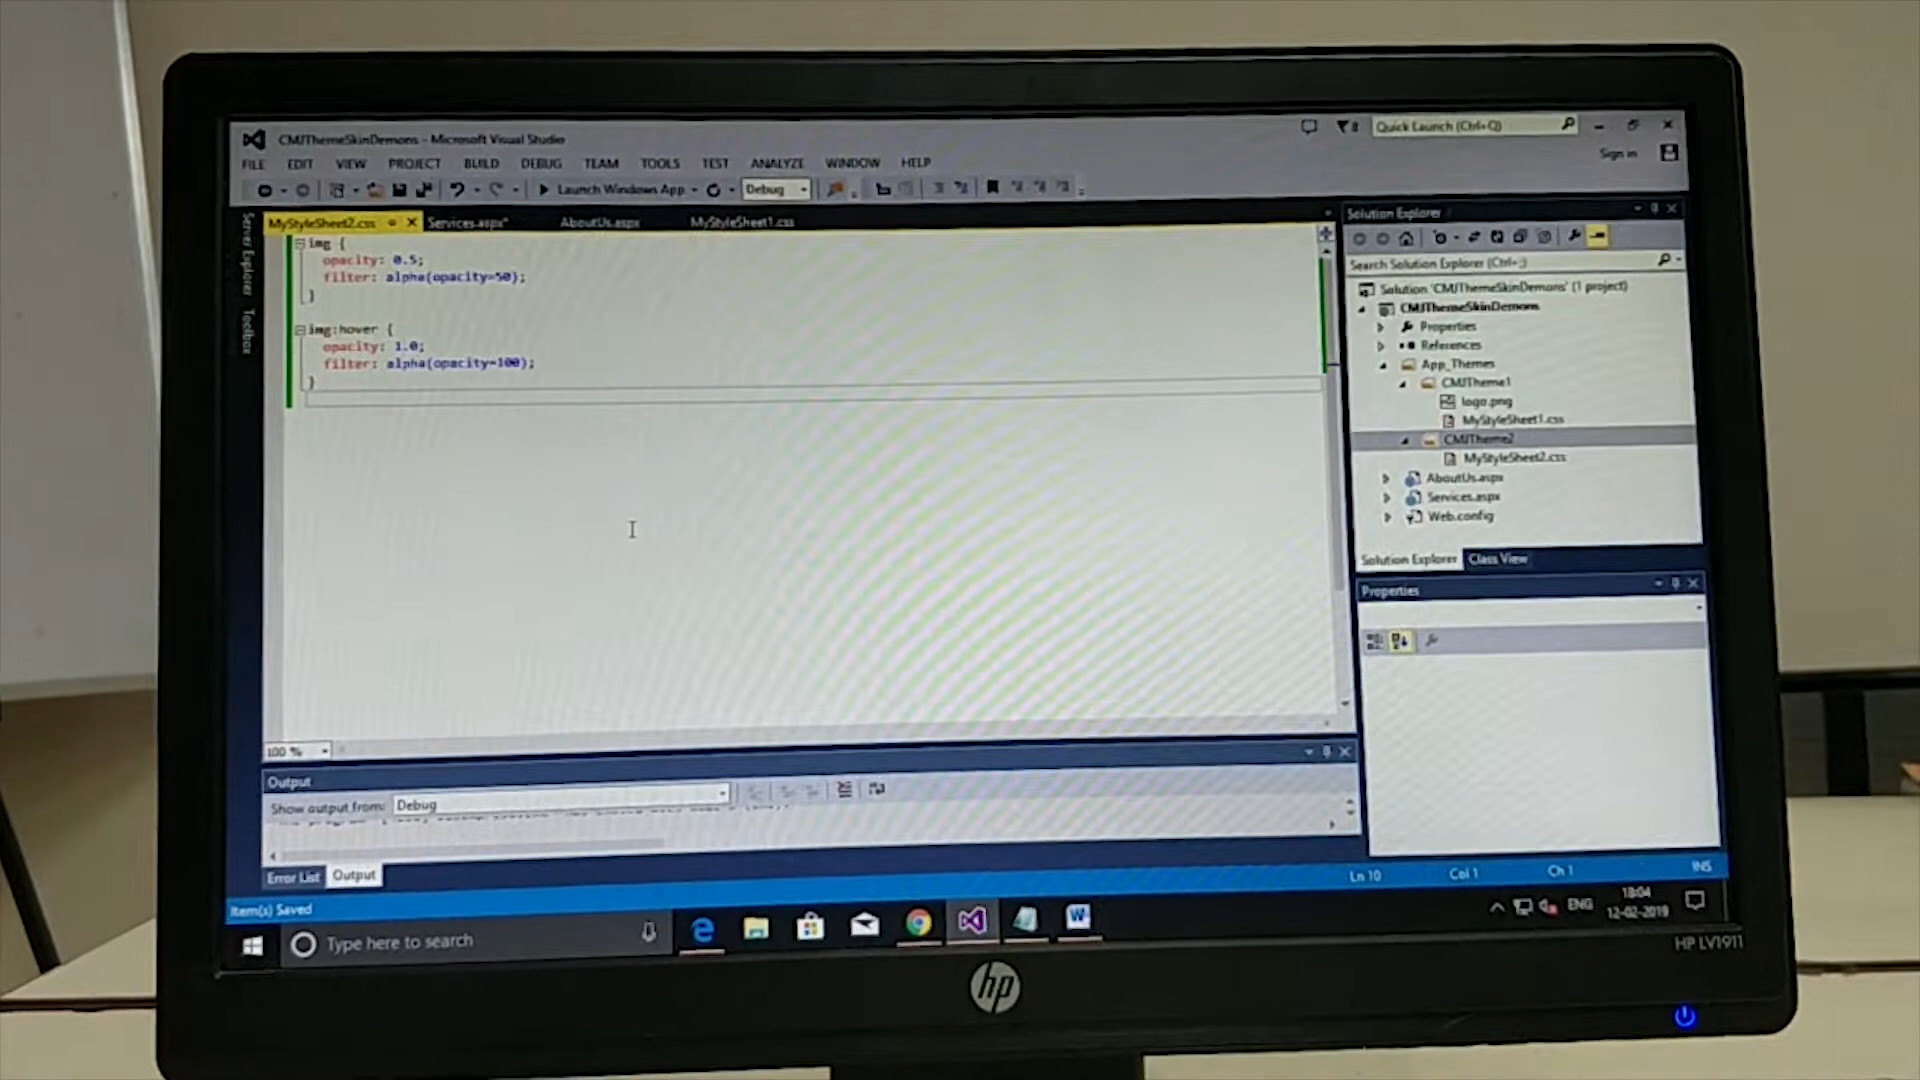 CMJThemeSkinDemons - Microsoft Visual Studio
Quick Launch (Ctrl+Q)
FILE EDIT VIEW PROJECT BUILD DEBUG TEAM TOOLS TEST ANALYZE WINDOW HELP
Sign in
Launch Windows App Debug
MyStyleSheet2.css Services.aspx* AboutUs.aspx MyStyleSheet1.css
Server Explorer
Toolbox
img {
opacity: 0.5;
filter: alpha(opacity=50);
}
img:hover {
opacity: 1.0;
filter: alpha(opacity=100);
}
100 %
Solution Explorer
Search Solution Explorer (Ctrl+;)
Solution 'CMJThemeSkinDemons' (1 project)
CMJThemeSkinDemons
Properties
References
App_Themes
CMJTheme1
logo.png
MyStyleSheet1.css
CMJTheme2
MyStyleSheet2.css
AboutUs.aspx
Services.aspx
Web.config
Solution Explorer Class View
Properties
Output
Show output from: Debug
Error List Output
Item(s) Saved
Ln 10 Col 1 Ch 1 INS
Type here to search
ENG
18:04
12-02-2019
HP LV1911
hp